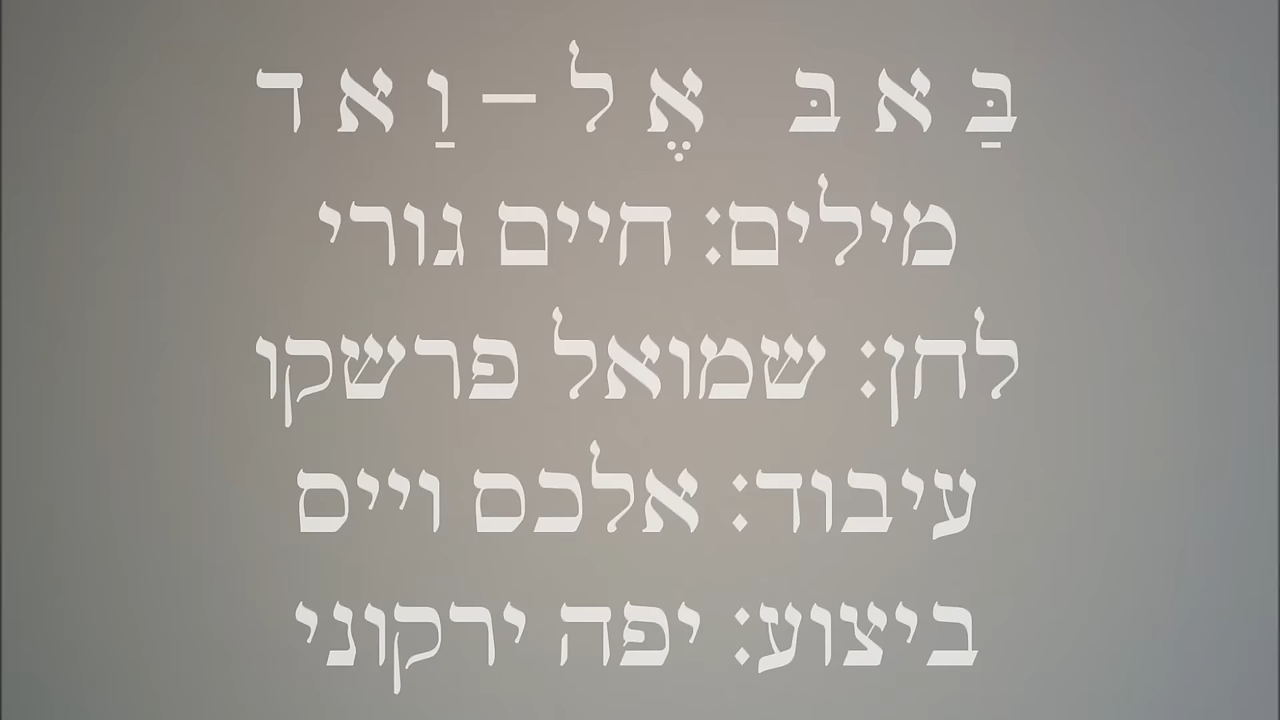 בַּאבּ אֶל–וַאד
מילים: חיים גורי
לחן: שמואל פרשקו
עיבוד: אלכס וייס
ביצוע: יפה ירקוני